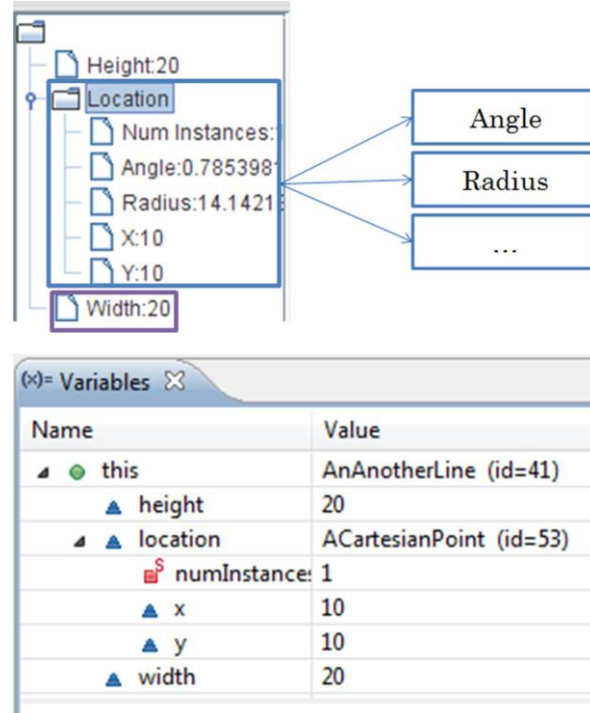 Height:20
Location
Num Instances:
Angle:0.785398
Radius:14.1421
X:10
Y:10
Width:20
Angle
Radius
...
(x)= Variables
Name Value
this AnAnotherLine (id=41)
height 20
location ACartesianPoint (id=53)
S
numInstances 1
x 10
y 10
width 20